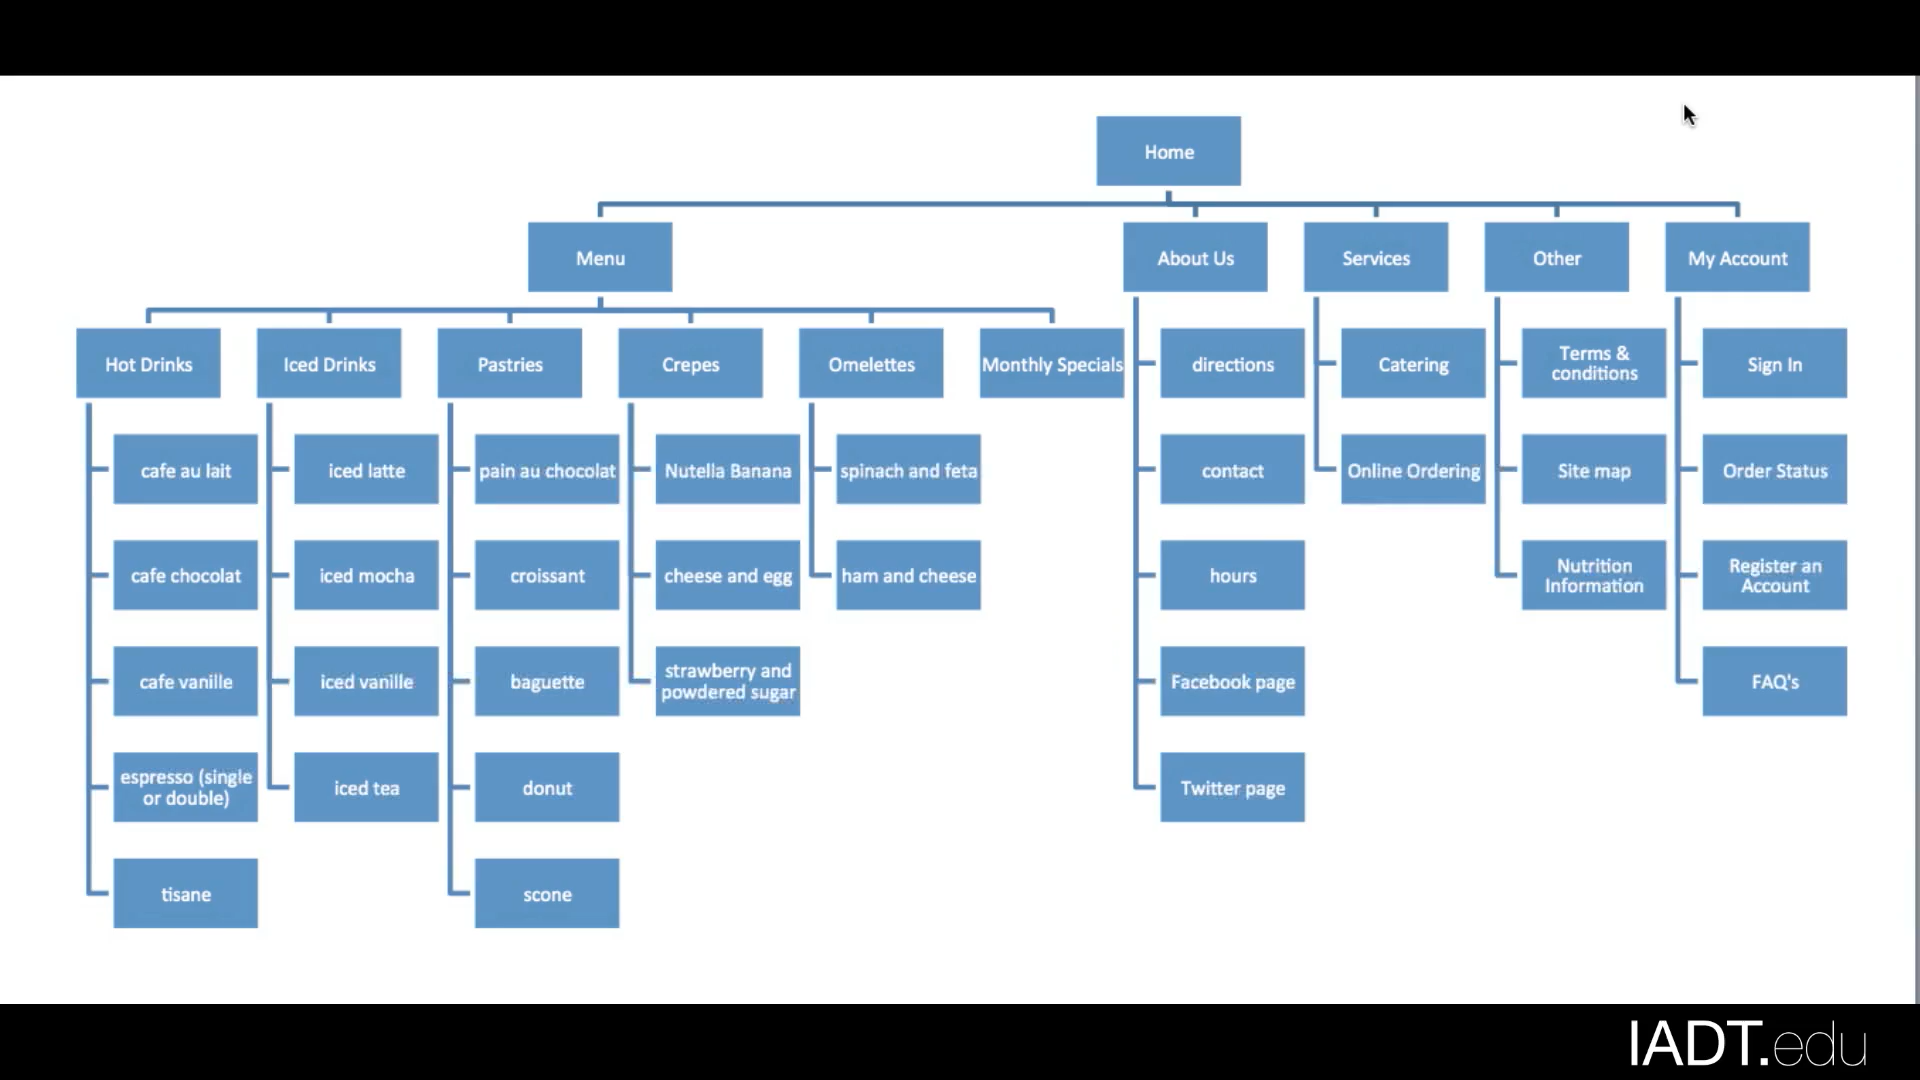 Home
Menu
About Us
Services
Other
My Account
Hot Drinks
Iced Drinks
Pastries
Crepes
Omelettes
Monthly Specials
directions
Catering
Terms &
conditions
Sign In
cafe au lait
iced latte
pain au chocolat
Nutella Banana
spinach and feta
contact
Online Ordering
Site map
Order Status
cafe chocolat
iced mocha
croissant
cheese and egg
ham and cheese
hours
Nutrition
Information
Register an
Account
cafe vanille
iced vanille
baguette
strawberry and
powdered sugar
Facebook page
FAQ's
espresso (single
or double)
iced tea
donut
Twitter page
tisane
scone
IADT.edu